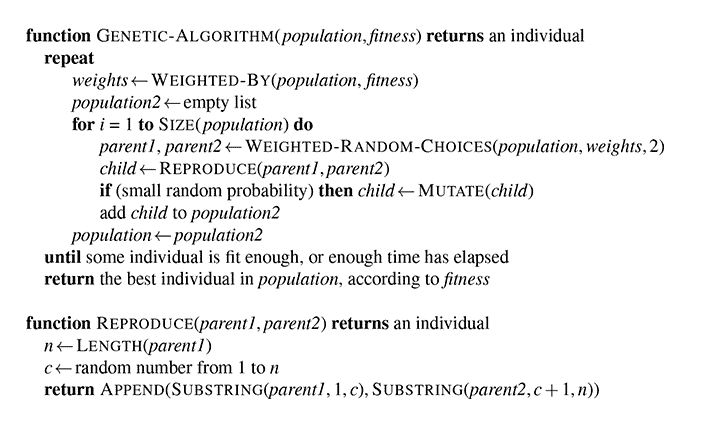 function GENETIC-ALGORITHM(population, fitness) returns an individual
repeat
weights ← WEIGHTED-BY(population, fitness)
population2 ← empty list
for i = 1 to SIZE(population) do
parent1, parent2 ← WEIGHTED-RANDOM-CHOICES(population, weights, 2)
child ← REPRODUCE(parent1, parent2)
if (small random probability) then child ← MUTATE(child)
add child to population2
population ← population2
until some individual is fit enough, or enough time has elapsed
return the best individual in population, according to fitness
function REPRODUCE(parent1, parent2) returns an individual
n ← LENGTH(parent1)
c ← random number from 1 to n
return APPEND(SUBSTRING(parent1, 1, c), SUBSTRING(parent2, c + 1, n))